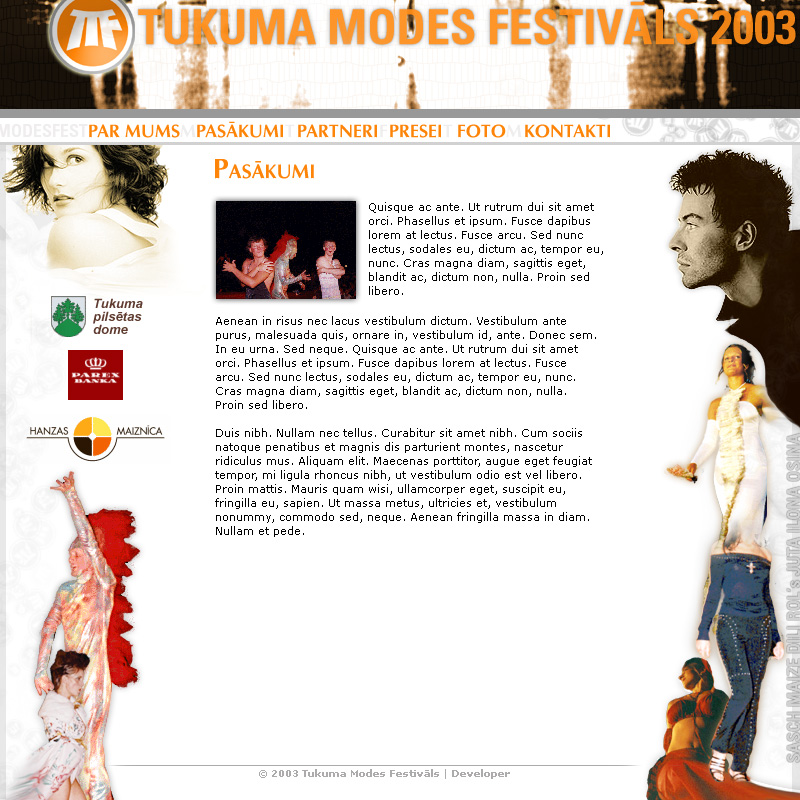 TUKUMA MODES FESTIVĀLS 2003
MODESFEST
PAR MUMS PASĀKUMI PARTNERI PRESEI FOTO KONTAKTI
PASĀKUMI
Quisque ac ante. Ut rutrum dui sit amet
orci. Phasellus et ipsum. Fusce dapibus
lorem at lectus. Fusce arcu. Sed nunc
lectus, sodales eu, dictum ac, tempor eu,
nunc. Cras magna diam, sagittis eget,
blandit ac, dictum non, nulla. Proin sed
libero.
Tukuma
pilsētas
dome
PAREX
BANKA
HANZAS MAIZNĪCA
Aenean in risus nec lacus vestibulum dictum. Vestibulum ante
purus, malesuada quis, ornare in, vestibulum id, ante. Donec sem.
In eu urna. Sed neque. Quisque ac ante. Ut rutrum dui sit amet
orci. Phasellus et ipsum. Fusce dapibus lorem at lectus. Fusce
arcu. Sed nunc lectus, sodales eu, dictum ac, tempor eu, nunc.
Cras magna diam, sagittis eget, blandit ac, dictum non, nulla.
Proin sed libero.
Duis nibh. Nullam nec tellus. Curabitur sit amet nibh. Cum sociis
natoque penatibus et magnis dis parturient montes, nascetur
ridiculus mus. Aliquam elit. Maecenas porttitor, augue eget feugiat
tempor, mi ligula rhoncus nibh, ut vestibulum odio est vel libero.
Proin mattis. Mauris quam wisi, ullamcorper eget, suscipit eu,
fringilla eu, sapien. Ut massa metus, ultricies et, vestibulum
nonummy, commodo sed, neque. Aenean fringilla massa in diam.
Nullam et pede.
SASCH MAIZE DILI ROL'S JUTA ILONA OSIMA
© 2003 Tukuma Modes Festivāls | Developer